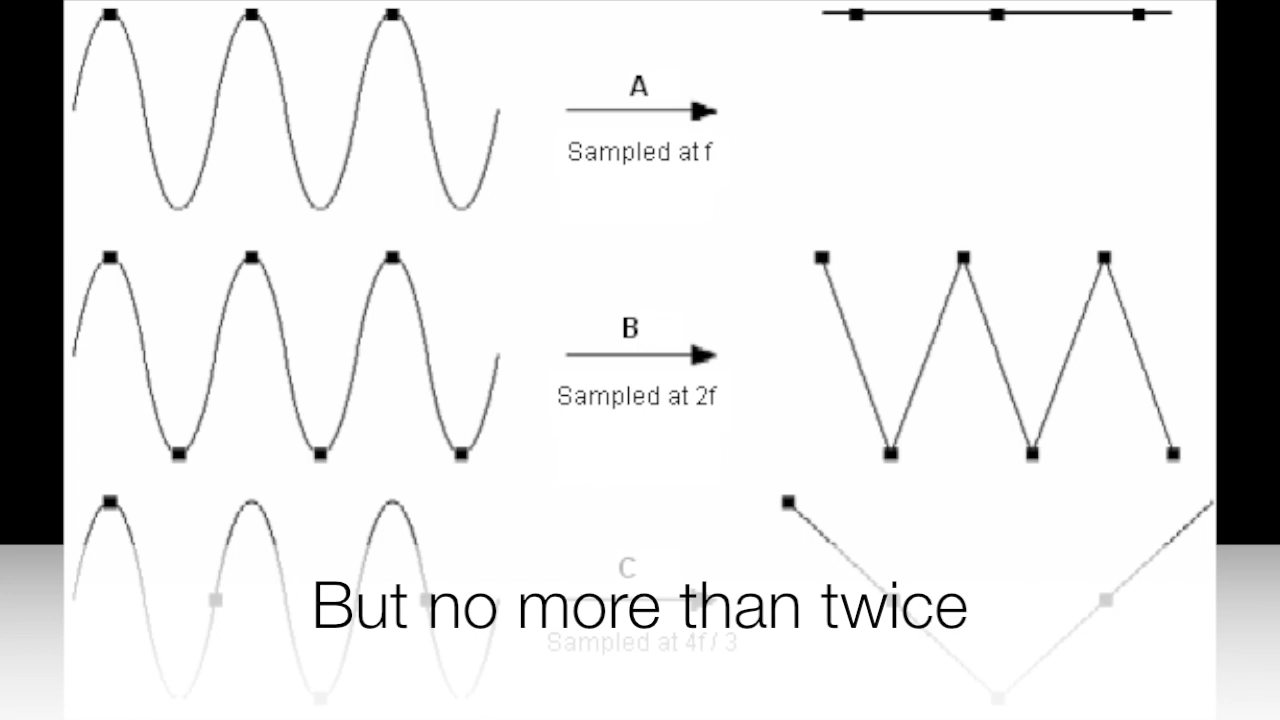 A
Sampled at f
B
Sampled at 2f
C
But no more than twice
Sampled at 4f / 3